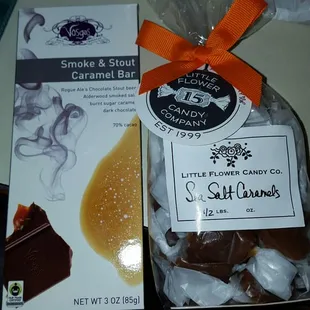 Vosges
Smoke & Stout
Caramel Bar
Rogue Ale's Chocolate Stout beer
Alderwood smoked salt
burnt sugar caramel
dark chocolate
70% cacao
NET WT 3 OZ (85g)
LITTLE FLOWER
15
CANDY
COMPANY
EST 1999
LITTLE FLOWER CANDY CO.
Sea Salt Caramels
1/2 LBS. OZ.